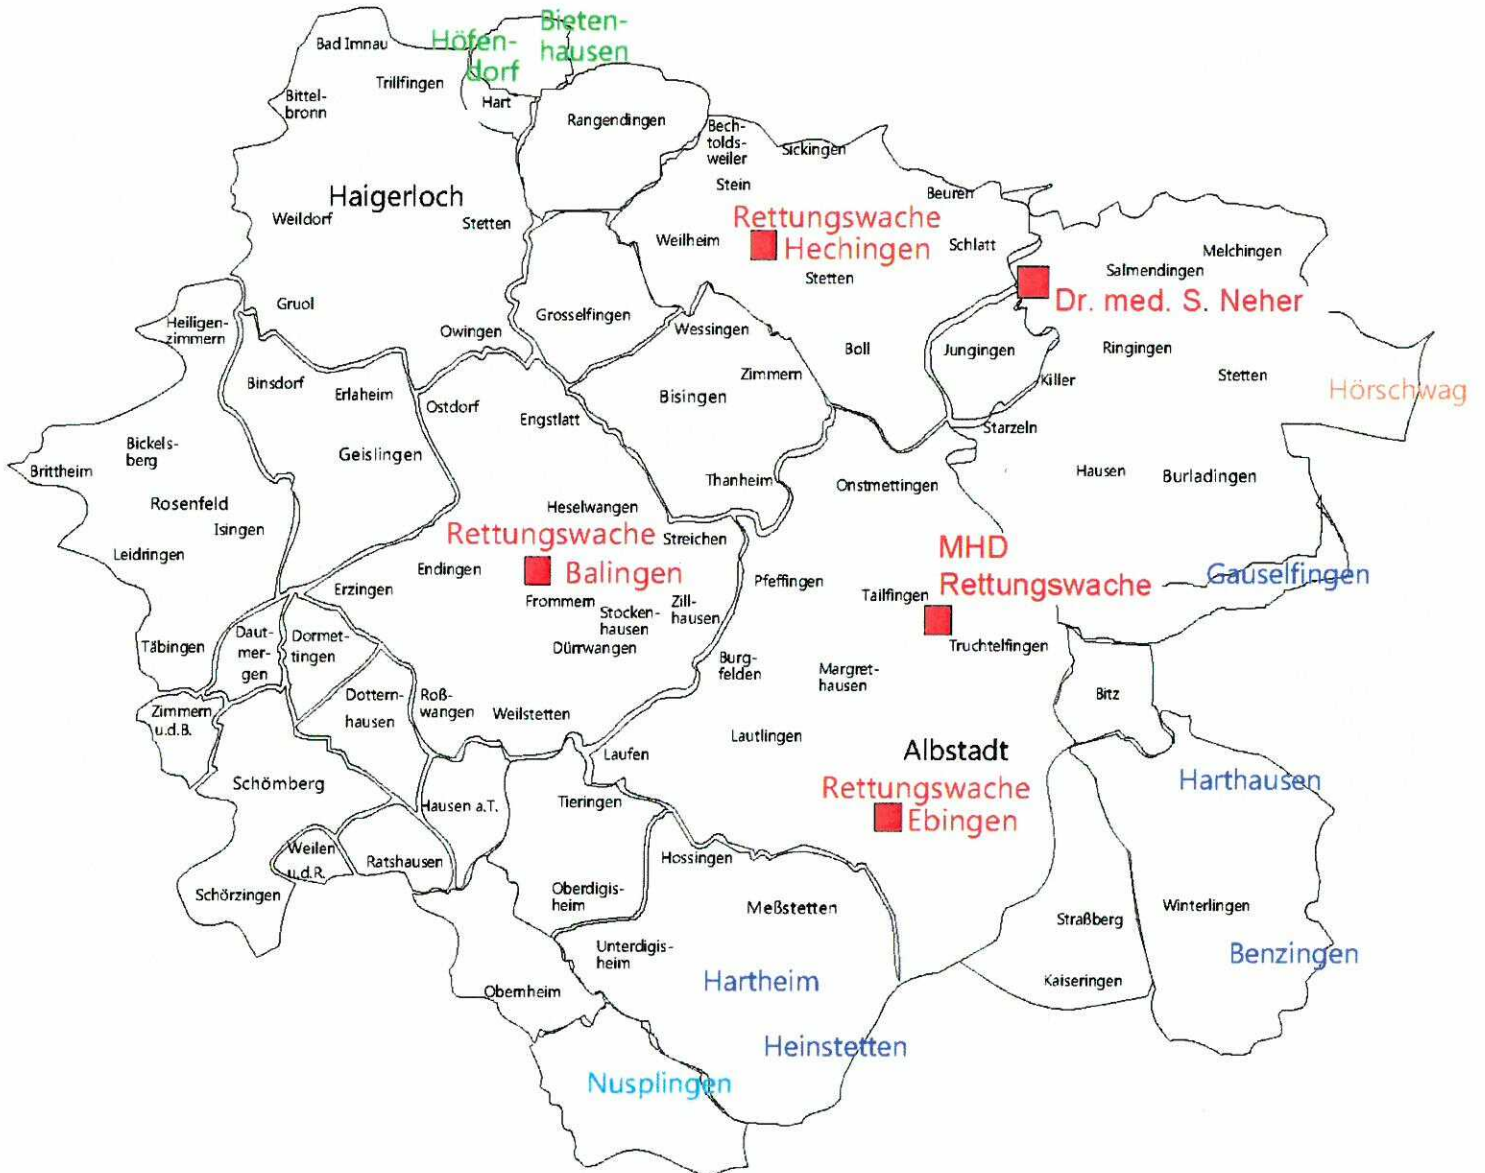 Bad Imnau
Höfen-
dorf
Bieten-
hausen
Trillfingen
Bittel-
bronn
Hart
Rangendingen
Bech-
tolds-
weiler
Sickingen
Stein
Beuren
Haigerloch
Weildorf
Stetten
Rettungswache
Hechingen
Weilheim
Schlatt
Stetten
Melchingen
Salmendingen
Dr. med. S. Neher
Gruol
Heiligen-
zimmern
Owingen
Grosselfingen
Wessingen
Boll
Jungingen
Ringingen
Zimmern
Killer
Stetten
Hörschwag
Binsdorf
Erlaheim
Ostdorf
Engstlatt
Bisingen
Starzeln
Bickels-
berg
Brittheim
Geislingen
Thanheim
Onstmettingen
Hausen
Burladingen
Rosenfeld
Isingen
Heselwangen
Leidringen
Rettungswache
Balingen
Streichen
MHD
Rettungswache
Gauselfingen
Endingen
Erzingen
Pfeffingen
Tailfingen
Frommern
Stocken-
hausen
Zill-
hausen
Dürrwangen
Täbingen
Daut-
mer-
gen
Dormet-
tingen
Burg-
felden
Margret-
hausen
Truchtelfingen
Bitz
Zimmern
u.d.B.
Dottern-
hausen
Roß-
wangen
Weilstetten
Laufen
Lautlingen
Albstadt
Schömberg
Rettungswache
Ebingen
Harthausen
Hausen a.T.
Tieringen
Weilen
u.d.R.
Ratshausen
Hossingen
Schörzingen
Oberdigis-
heim
Meßstetten
Straßberg
Winterlingen
Unterdigis-
heim
Benzingen
Obernheim
Hartheim
Kaiseringen
Heinstetten
Nusplingen